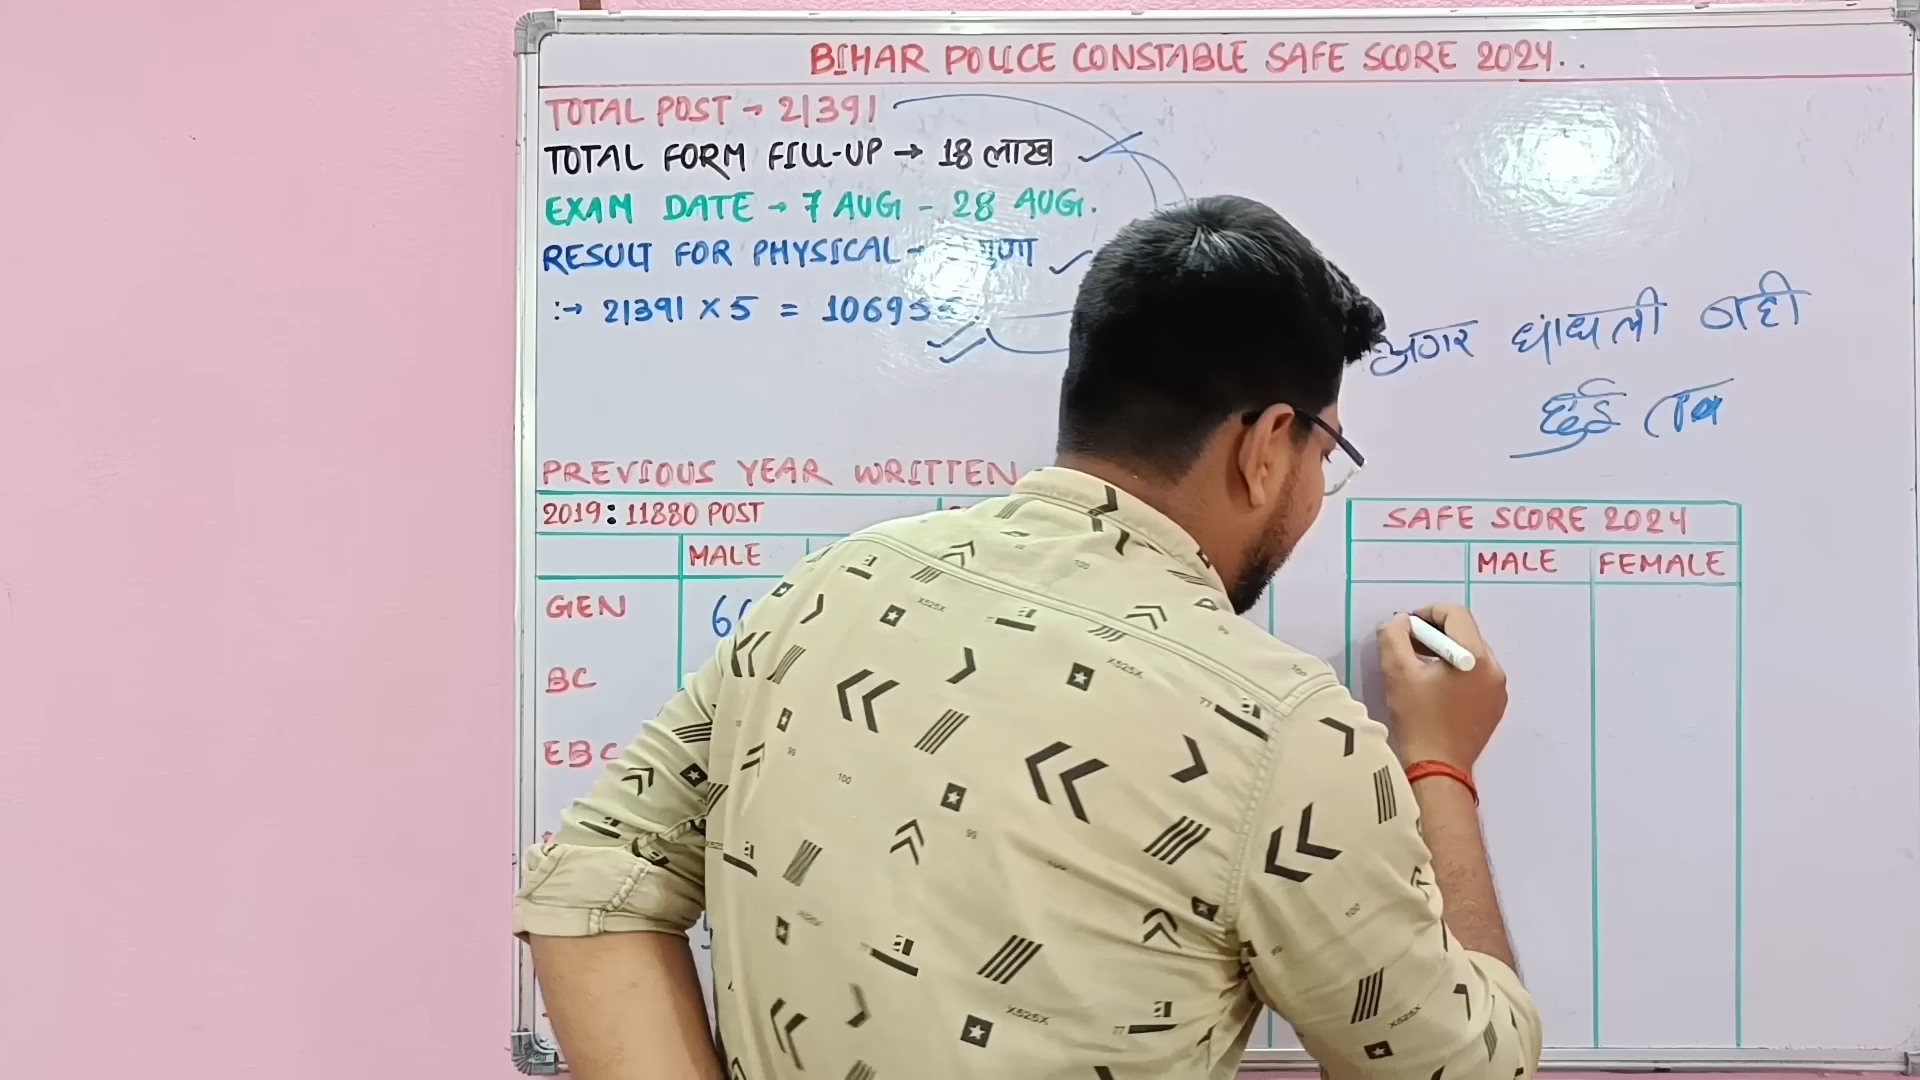 BIHAR POLICE CONSTABLE SAFE SCORE 2024..
TOTAL POST → 21391
TOTAL FORM FILL-UP → 18 लाख
EXAM DATE → 7 AUG - 28 AUG.
RESULT FOR PHYSICAL →
:→ 21391 × 5 =
अगर धांधली नही
हुई तब
PREVIOUS YEAR WRITTEN
2019: 11880 POST
MALE
GEN
BC
EBC
SAFE SCORE 2024
MALE FEMALE